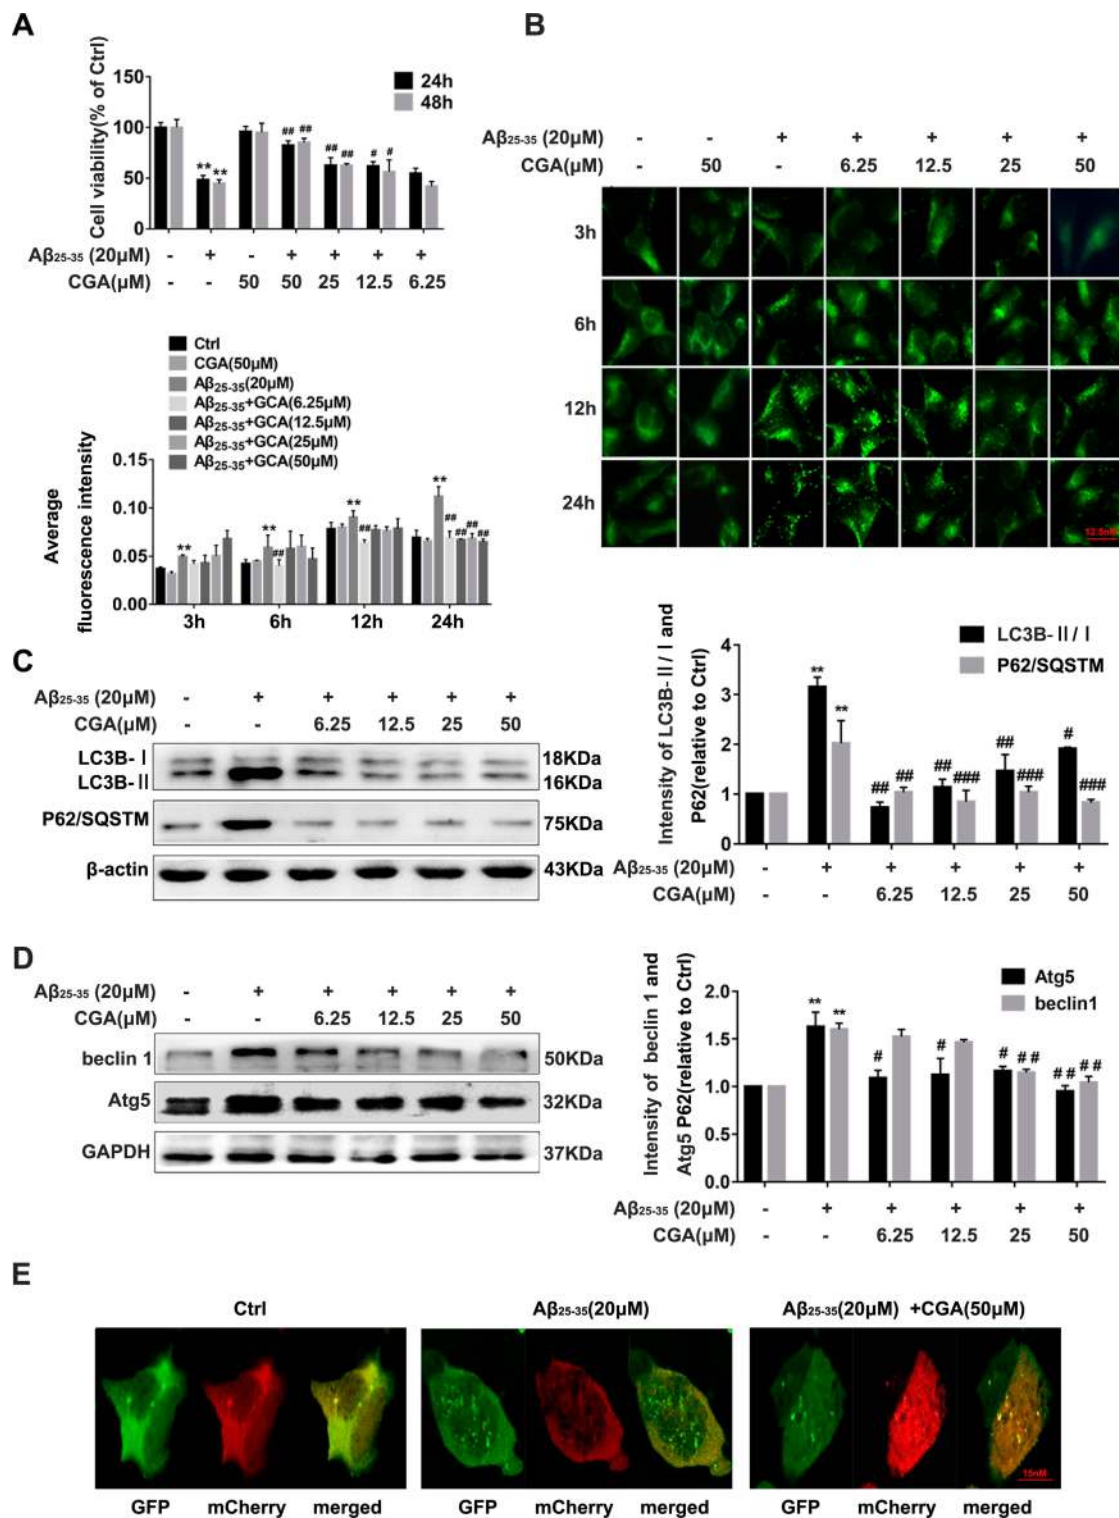 A
150
100
50
0
Cell viability(% of Ctrl)
24h
48h
** ** ## ## ## ## # #
Aβ25-35 (20μM) - + - + + + +
CGA(μM) - - 50 50 25 12.5 6.25
Ctrl
CGA(50μM)
Aβ25-35(20μM)
Aβ25-35+GCA(6.25μM)
Aβ25-35+GCA(12.5μM)
Aβ25-35+GCA(25μM)
Aβ25-35+GCA(50μM)
Average
fluorescence intensity
0.15
0.10
0.05
0.00
** ** ## ** ## ** ## ## ## ##
3h 6h 12h 24h
B
Aβ25-35 (20μM) - - + + + + +
CGA(μM) - 50 - 6.25 12.5 25 50
3h
6h
12h
24h
12.5nM
C
Aβ25-35 (20μM) - + + + + +
CGA(μM) - - 6.25 12.5 25 50
LC3B-Ⅰ 18KDa
LC3B-Ⅱ 16KDa
P62/SQSTM 75KDa
β-actin 43KDa
Intensity of LC3B-Ⅱ/Ⅰ and
P62(relative to Ctrl)
4
3
2
1
0
LC3B-Ⅱ/Ⅰ
P62/SQSTM
** ** ## ## ## ### ## ### # ###
Aβ25-35 (20μM) - + + + + +
CGA(μM) - - 6.25 12.5 25 50
D
Aβ25-35 (20μM) - + + + + +
CGA(μM) - - 6.25 12.5 25 50
beclin 1 50KDa
Atg5 32KDa
GAPDH 37KDa
Intensity of beclin 1 and
Atg5 P62(relative to Ctrl)
2.0
1.5
1.0
0.5
0.0
Atg5
beclin1
** ** # # # ## ## ##
Aβ25-35 (20μM) - + + + + +
CGA(μM) - - 6.25 12.5 25 50
E
Ctrl Aβ25-35(20μM) Aβ25-35(20μM) +CGA(50μM)
15nM
GFP mCherry merged GFP mCherry merged GFP mCherry merged